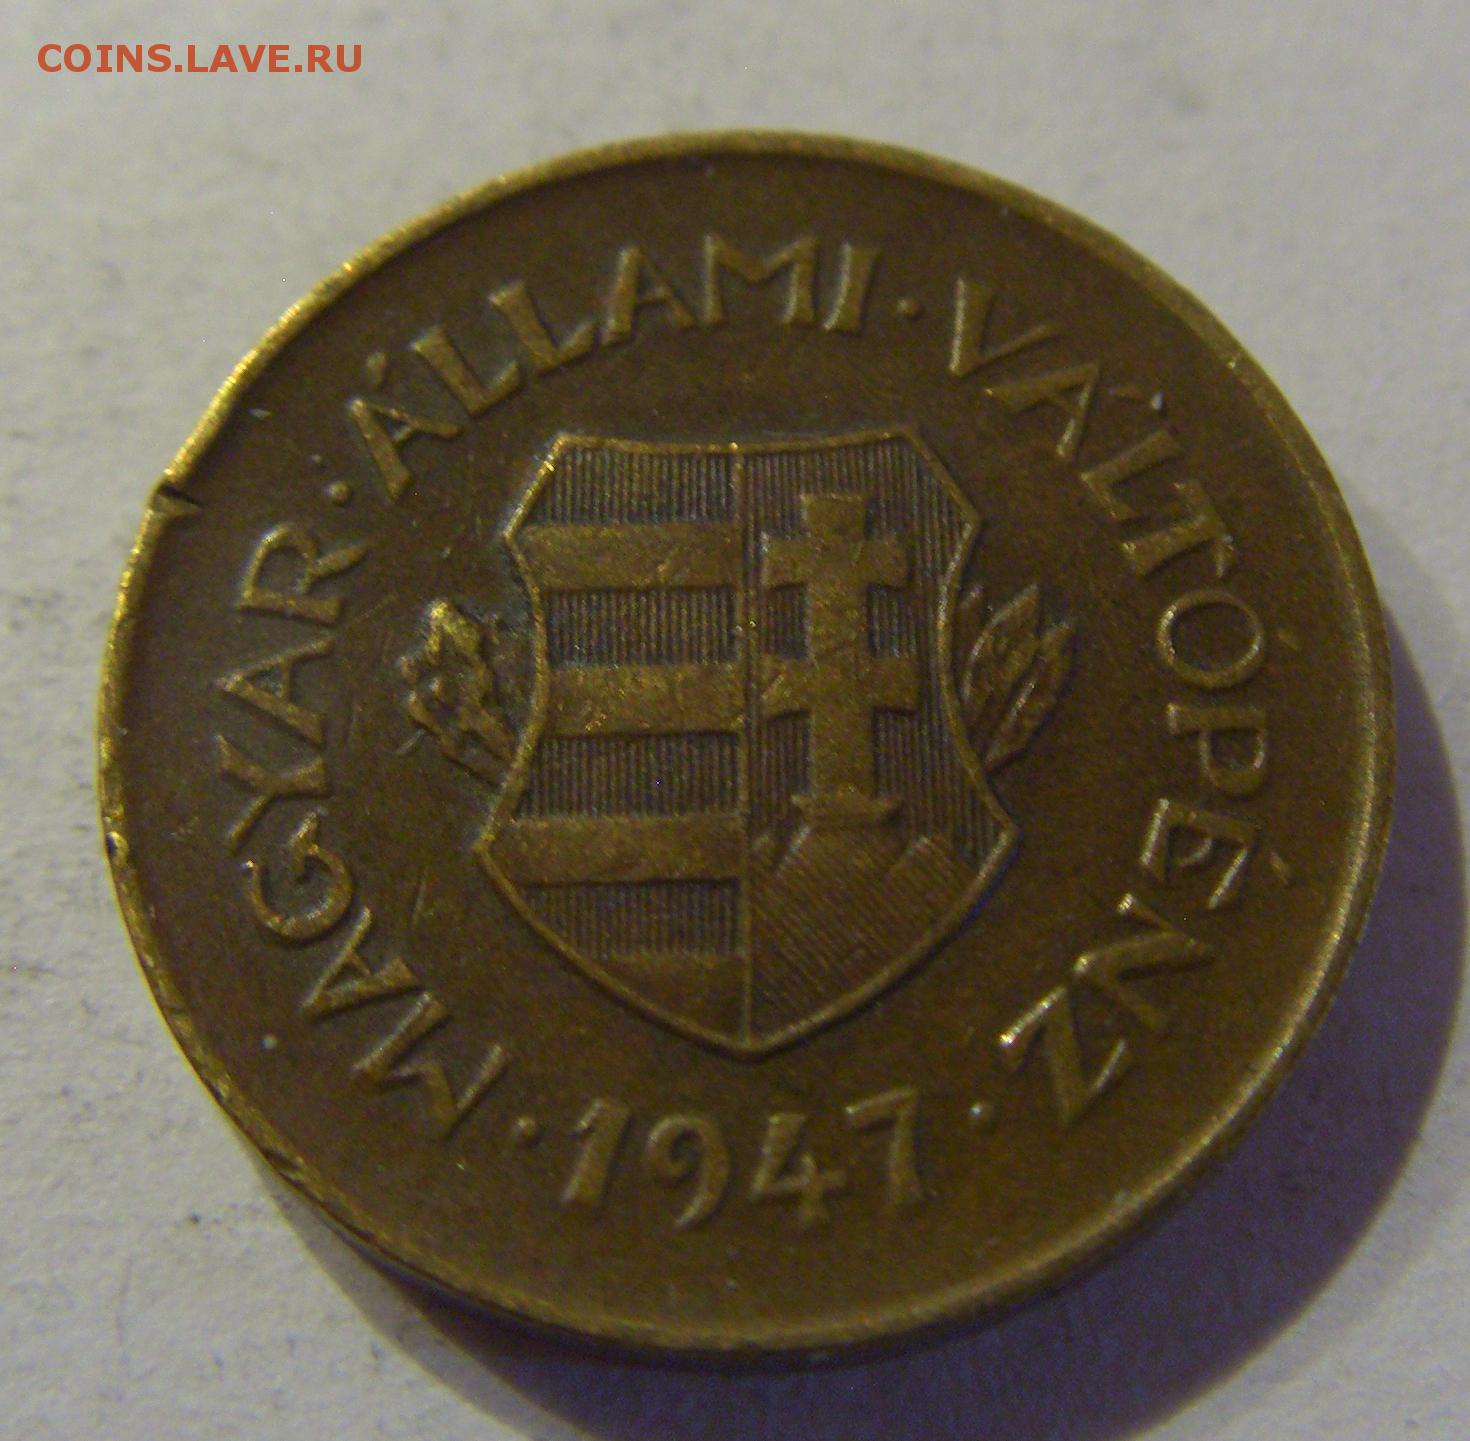 COINS.LAVE.RU
MAGYAR · ÁLLAMI · VÁLTÓPÉNZ ·
· 1947 ·